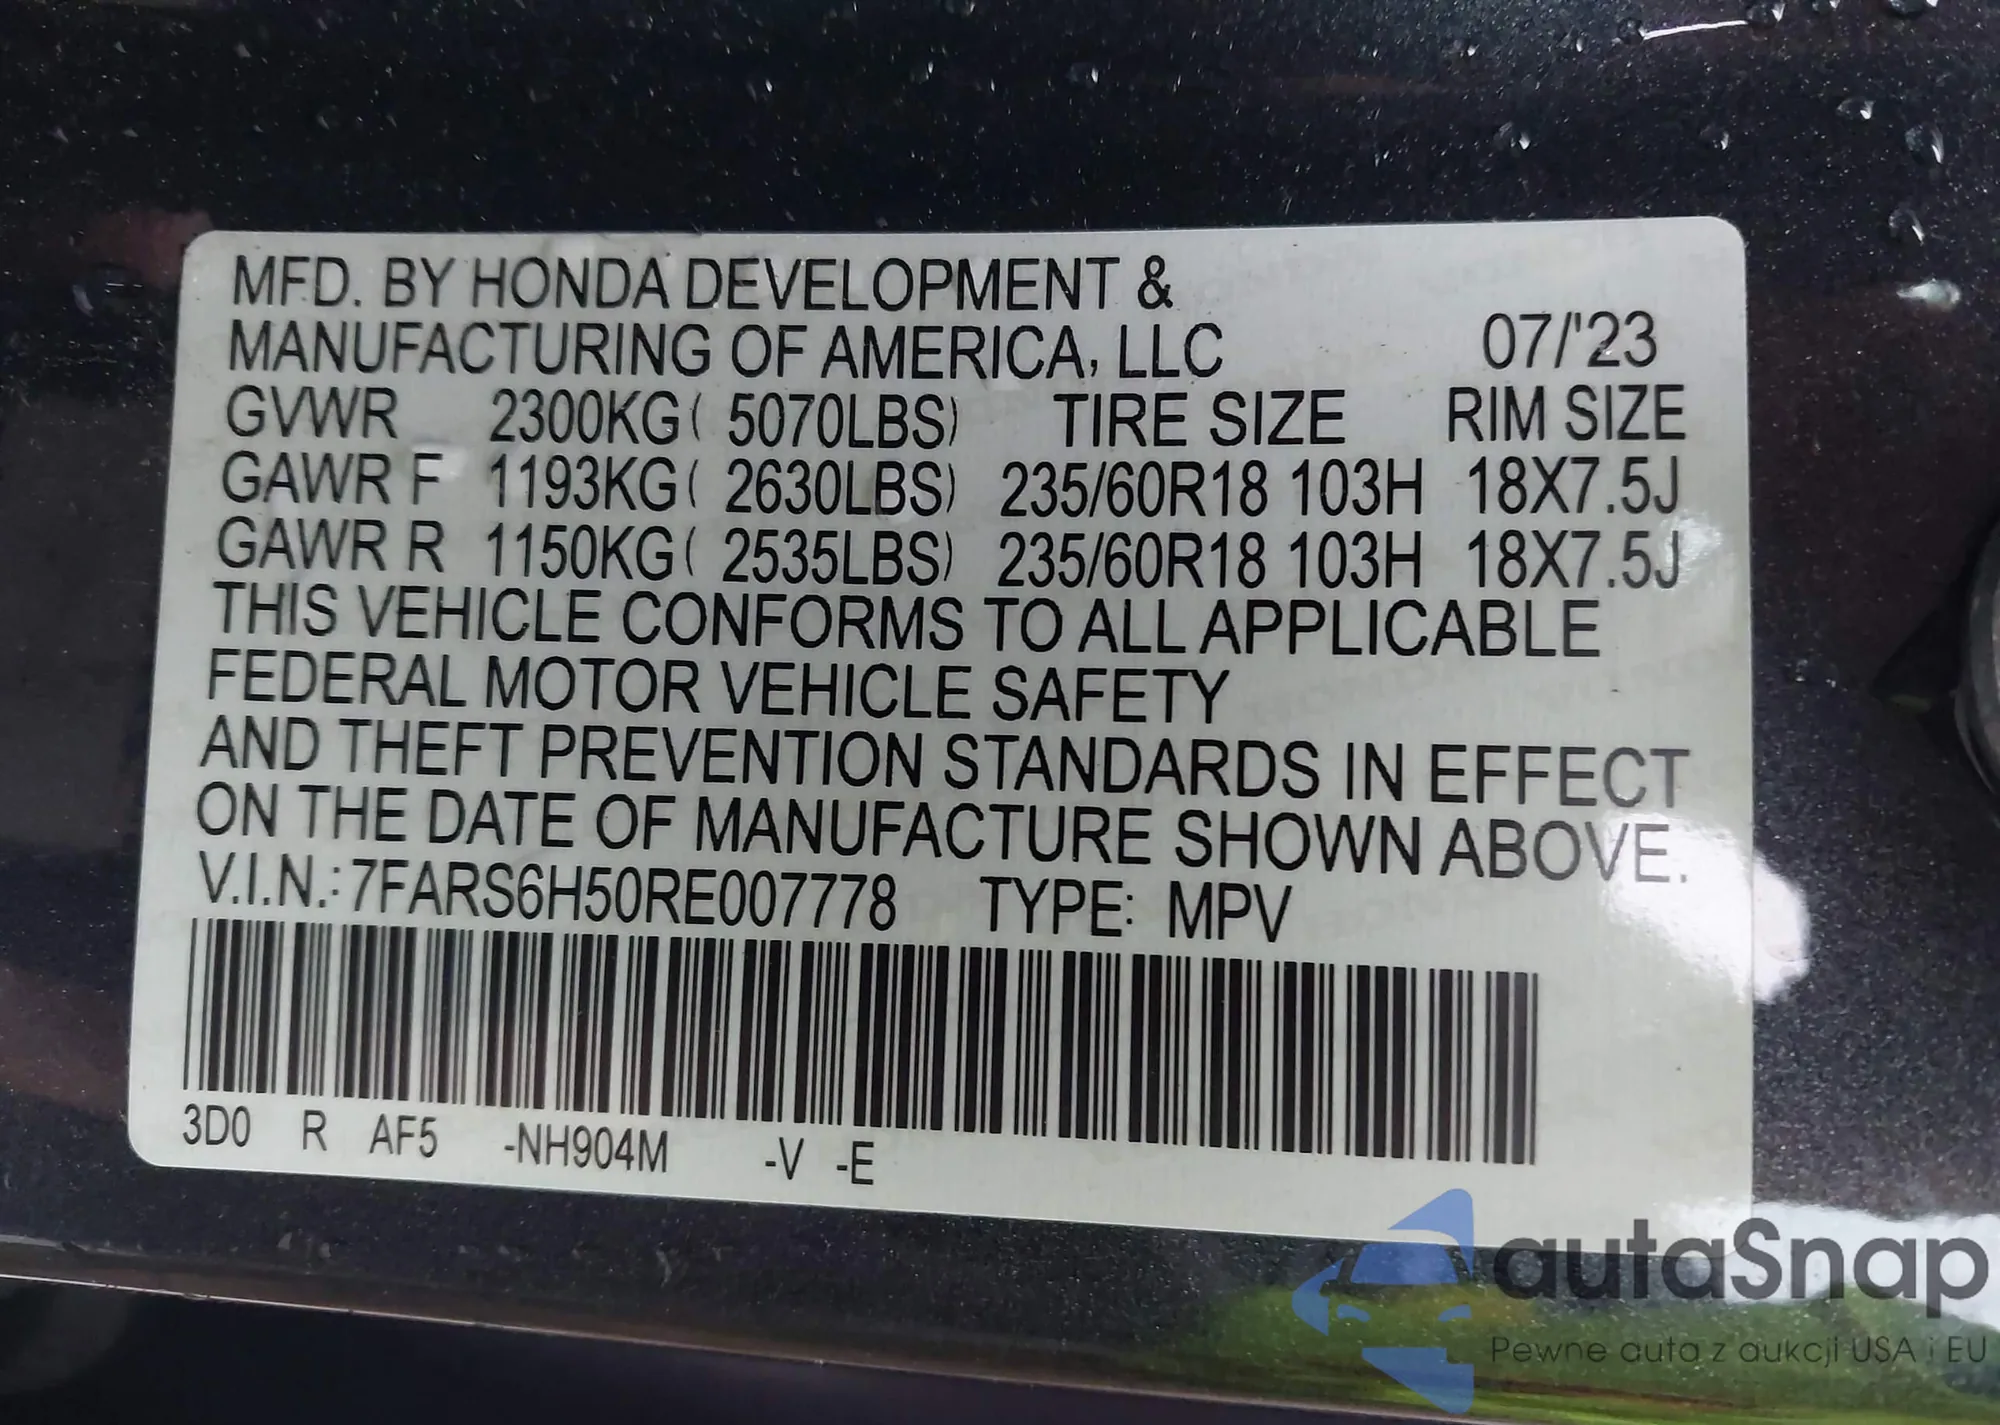 MFD. BY HONDA DEVELOPMENT &
MANUFACTURING OF AMERICA, LLC 07/'23
GVWR 2300KG( 5070LBS) TIRE SIZE RIM SIZE
GAWR F 1193KG( 2630LBS) 235/60R18 103H 18X7.5J
GAWR R 1150KG( 2535LBS) 235/60R18 103H 18X7.5J
THIS VEHICLE CONFORMS TO ALL APPLICABLE
FEDERAL MOTOR VEHICLE SAFETY
AND THEFT PREVENTION STANDARDS IN EFFECT
ON THE DATE OF MANUFACTURE SHOWN ABOVE.
V.I.N.:7FARS6H50RE007778 TYPE: MPV
3D0 R AF5 -NH904M -V -E
autaSnap
Pewne auta z aukcji USA i EU